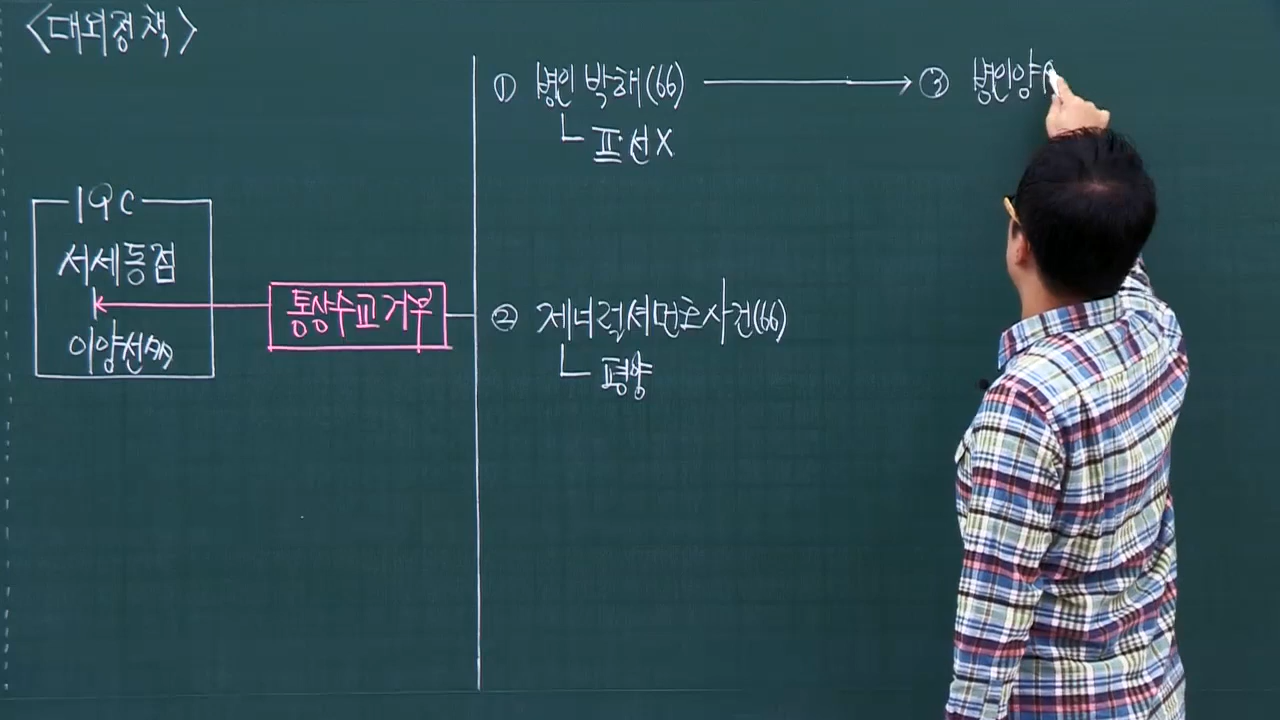 <대외정책>
19C
서세동점
이양선多
통상수교거부
① 병인박해(66)
└ 프·선X
② 제너럴셔먼호사건(66)
└ 평양
③ 병인양